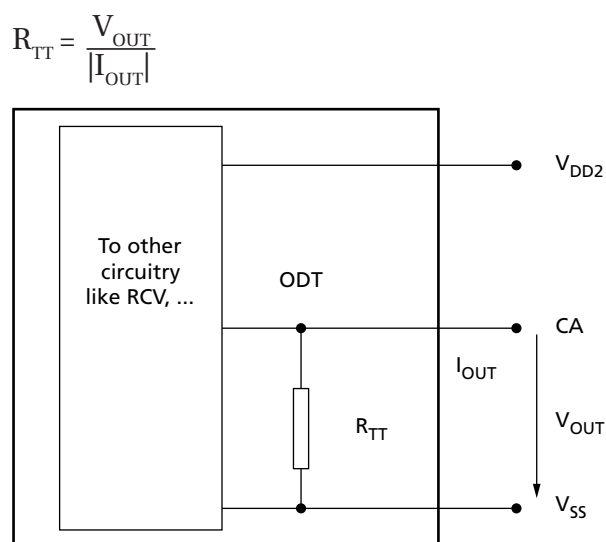 R_TT = V_OUT / |I_OUT|
V_DD2
To other
circuitry
like RCV, ...
ODT
CA
I_OUT
R_TT
V_OUT
V_SS